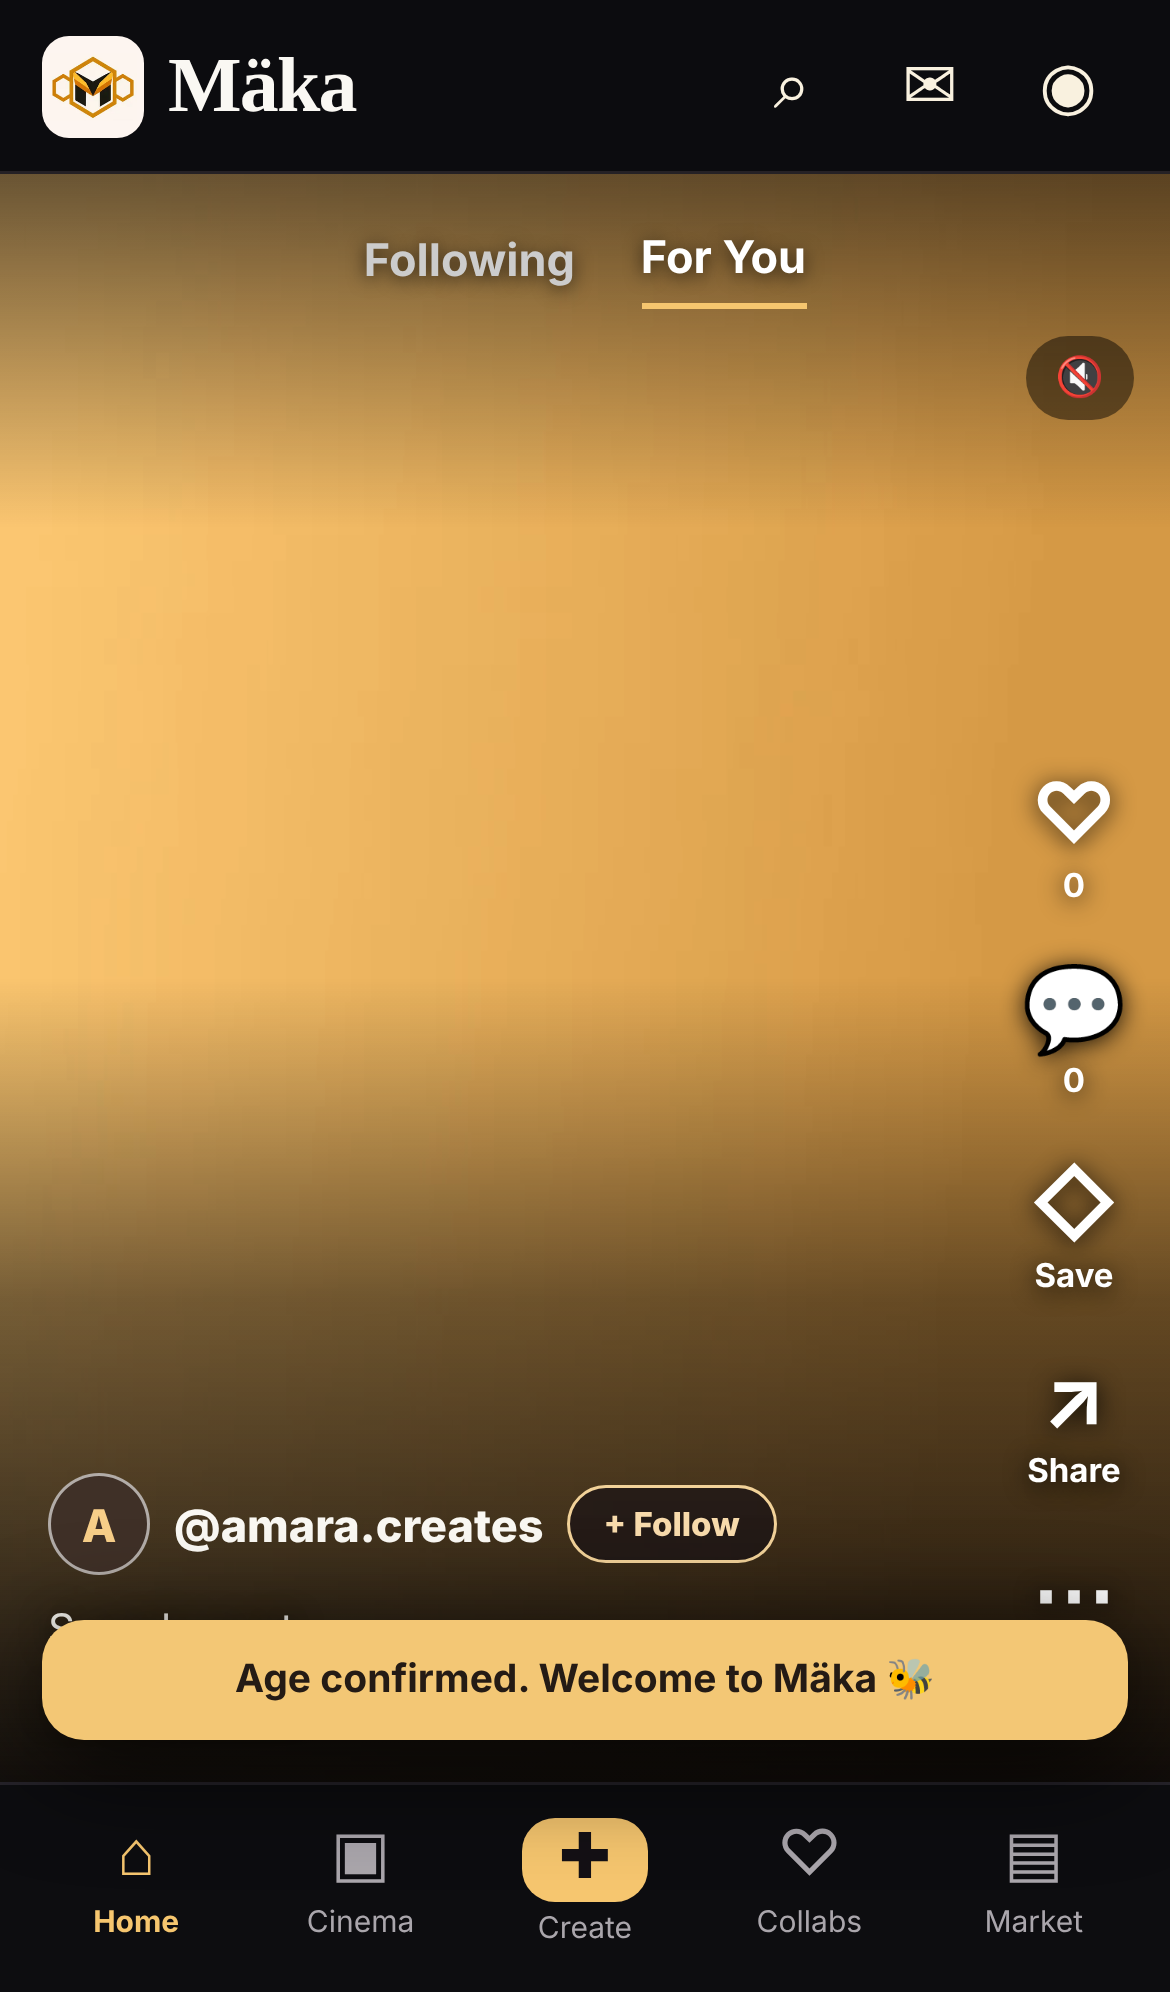 Mäka
Following
For You
0
0
Save
Share
A
@amara.creates
+ Follow
Age confirmed. Welcome to Mäka 🐝
Home
Cinema
Create
Collabs
Market